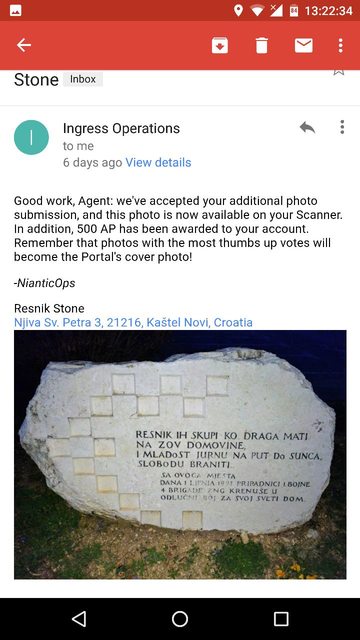 13:22:34
Stone Inbox
I
Ingress Operations
to me
6 days ago View details
Good work, Agent: we've accepted your additional photo
submission, and this photo is now available on your Scanner.
In addition, 500 AP has been awarded to your account.
Remember that photos with the most thumbs up votes will
become the Portal's cover photo!
-NianticOps
Resnik Stone
Njiva Sv. Petra 3, 21216, Kaštel Novi, Croatia
RESNIK IH SKUPI KO DRAGA MATI
NA ZOV DOMOVINE,
I MLADOST JURNU NA PUT DO SUNCA,
SLOBODU BRANITI..
SA OVOGA MJESTA
DANA 1 LIPNJA 1991 PRIPADNICI I BOJNE
4 BRIGADE ZNG KRENUŠE U
ODLUČNI BOJ ZA SVOJ SVETI DOM.